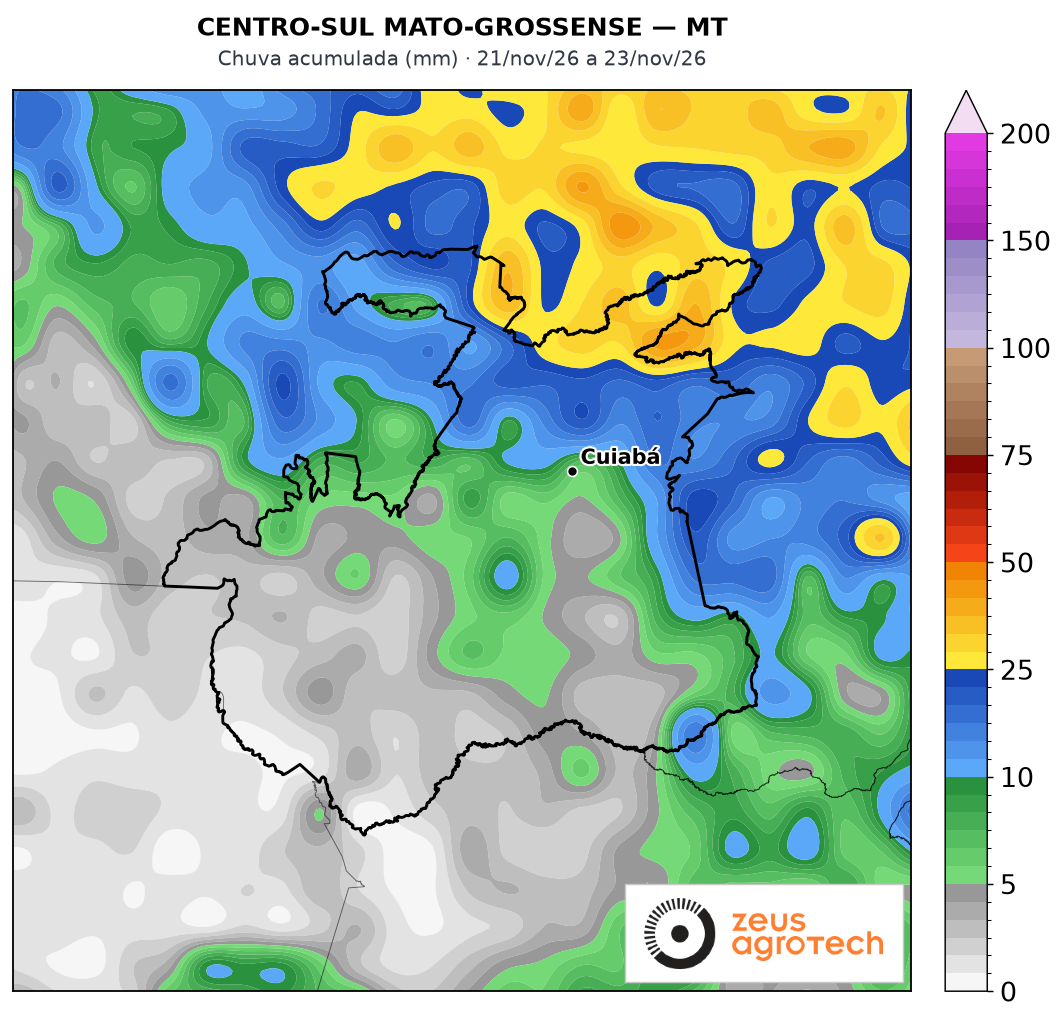 CENTRO-SUL MATO-GROSSENSE — MT
Chuva acumulada (mm) · 21/nov/26 a 23/nov/26
Cuiabá
200
150
100
75
50
25
10
5
0
zeus
agrotech